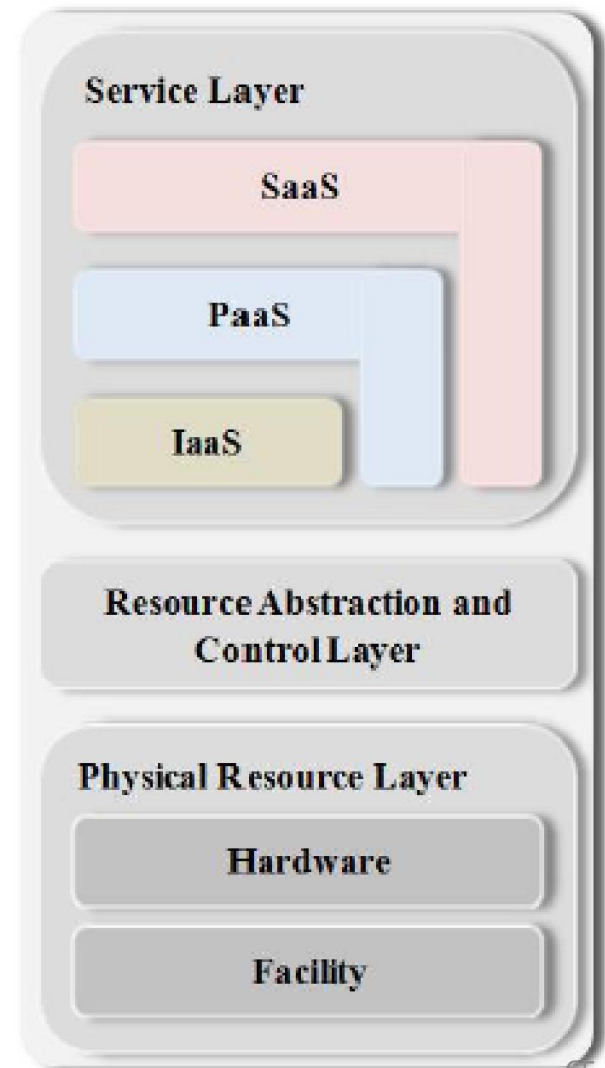 Service Layer
SaaS
PaaS
IaaS
Resource Abstraction and
Control Layer
Physical Resource Layer
Hardware
Facility